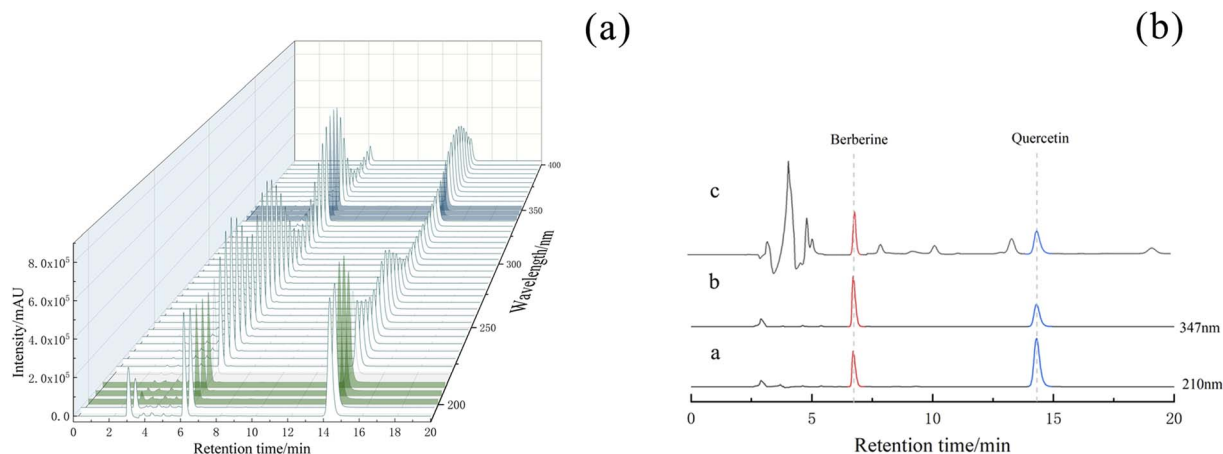 (a)
(b)
Berberine
Quercetin
c
b
a
347nm
210nm
400
350
300
250
200
Wavelength/nm
8.0x10⁵
6.0x10⁵
4.0x10⁵
2.0x10⁵
0.0
Intensity/mAU
0 2 4 6 8 10 12 14 16 18 20
Retention time/min
0 5 10 15 20
Retention time/min